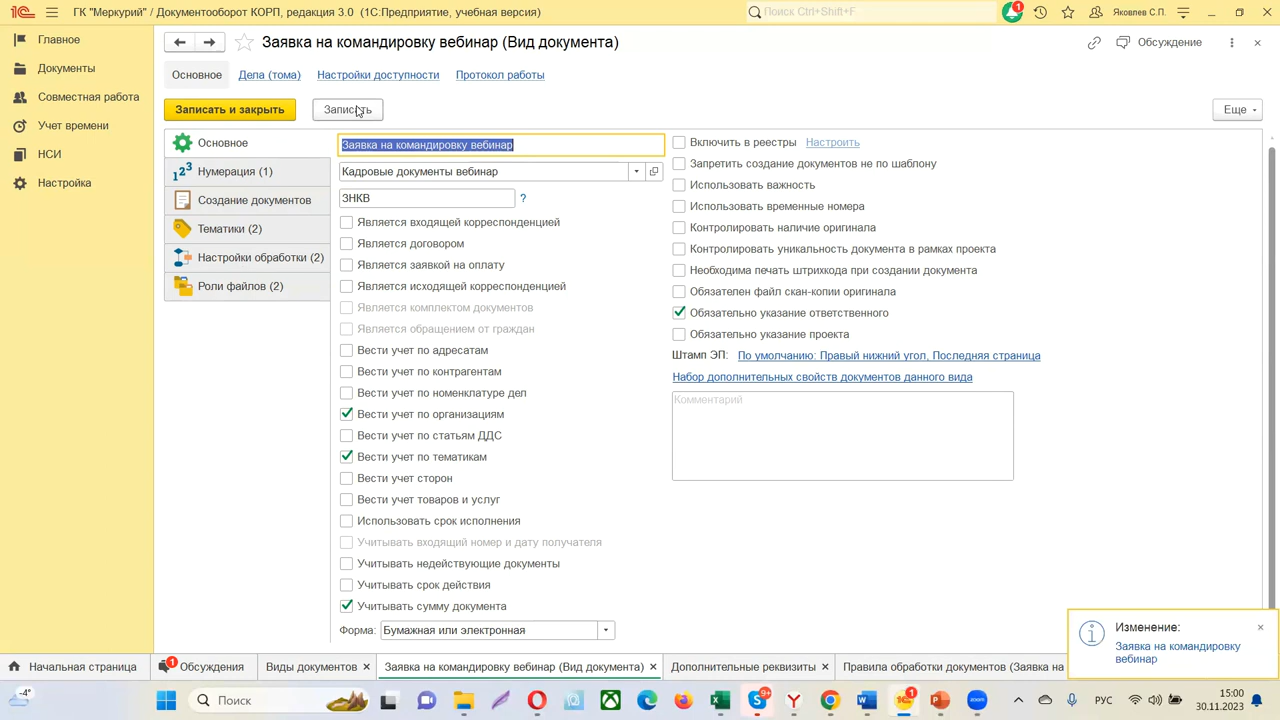 ГК "Меркурий" / Документооборот КОРП, редакция 3.0 (1С:Предприятие, учебная версия)
Поиск Ctrl+Shift+F
1
Яковлев С.П.
Главное
Документы
Совместная работа
Учет времени
НСИ
Настройка
Заявка на командировку вебинар (Вид документа)
Обсуждение
Основное
Дела (тома)
Настройки доступности
Протокол работы
Записать и закрыть
Записать
Еще
Основное
Нумерация (1)
Создание документов
Тематики (2)
Настройки обработки (2)
Роли файлов (2)
Заявка на командировку вебинар
Кадровые документы вебинар
ЗНКВ
?
Является входящей корреспонденцией
Является договором
Является заявкой на оплату
Является исходящей корреспонденцией
Является комплектом документов
Является обращением от граждан
Вести учет по адресатам
Вести учет по контрагентам
Вести учет по номенклатуре дел
Вести учет по организациям
Вести учет по статьям ДДС
Вести учет по тематикам
Вести учет сторон
Вести учет товаров и услуг
Использовать срок исполнения
Учитывать входящий номер и дату получателя
Учитывать недействующие документы
Учитывать срок действия
Учитывать сумму документа
Форма: Бумажная или электронная
Включить в реестры Настроить
Запретить создание документов не по шаблону
Использовать важность
Использовать временные номера
Контролировать наличие оригинала
Контролировать уникальность документа в рамках проекта
Необходима печать штрихкода при создании документа
Обязателен файл скан-копии оригинала
Обязательно указание ответственного
Обязательно указание проекта
Штамп ЭП: По умолчанию: Правый нижний угол, Последняя страница
Набор дополнительных свойств документов данного вида
Комментарий
Изменение:
Заявка на командировку
вебинар
Начальная страница
1
Обсуждения
Виды документов
Заявка на командировку вебинар (Вид документа)
Дополнительные реквизиты
Правила обработки документов (Заявка на
-4°
Поиск
9+
1
РУС
15:00
30.11.2023